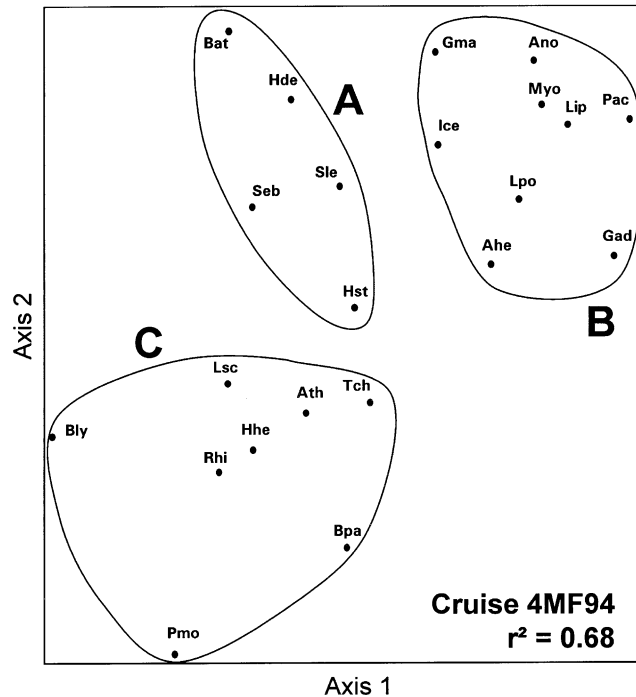 Bat
Gma
Ano
Hde
A
Myo
Lip
Pac
Ice
Sle
Seb
Lpo
Ahe
Gad
Hst
B
Axis 2
C
Lsc
Ath
Tch
Bly
Hhe
Rhi
Bpa
Pmo
Cruise 4MF94
r² = 0.68
Axis 1